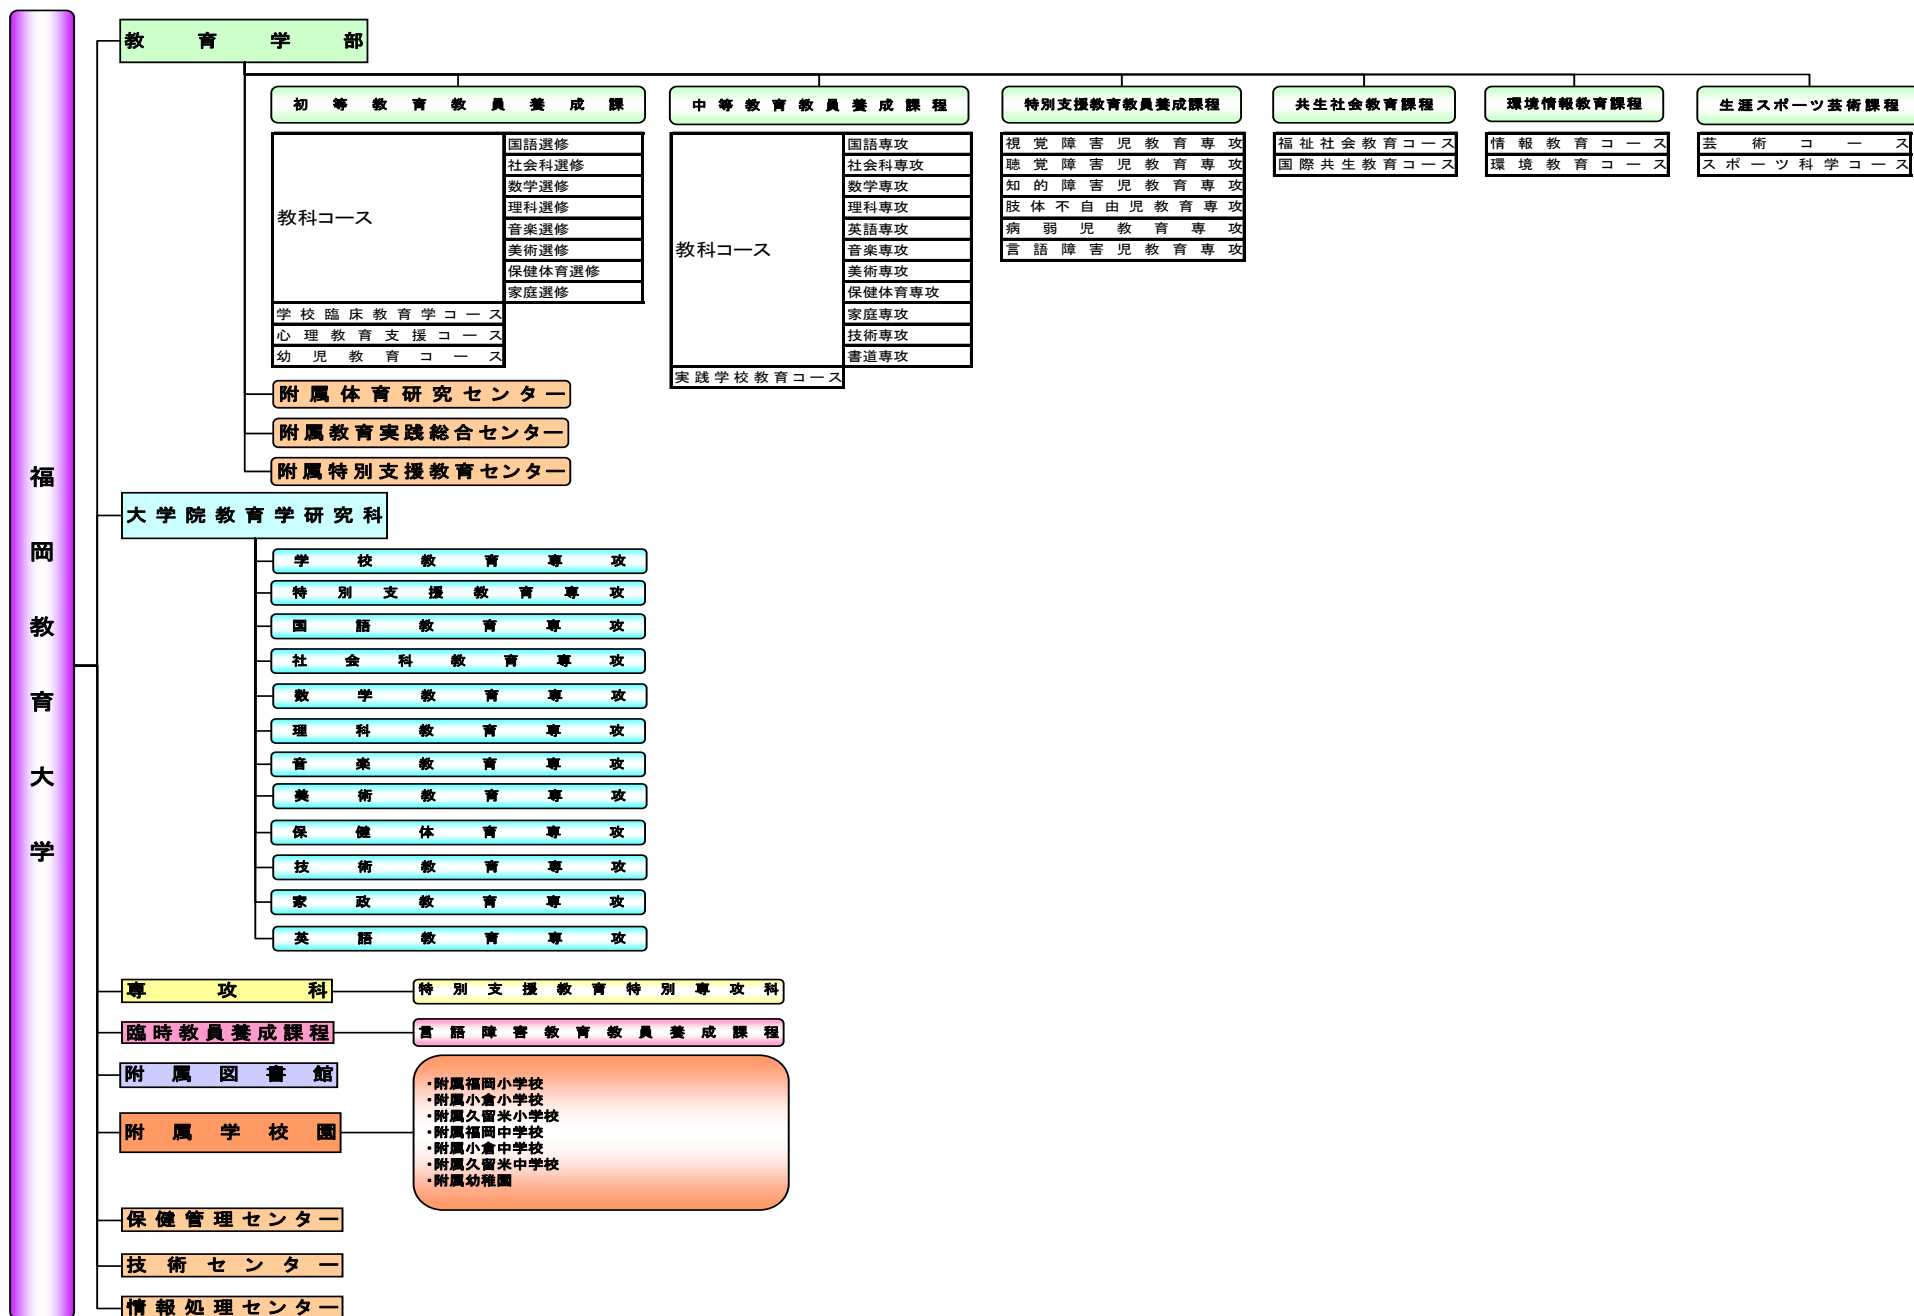 福岡教育大学
教育学部
初等教育教員養成課
教科コース
国語選修
社会科選修
数学選修
理科選修
音楽選修
美術選修
保健体育選修
家庭選修
学校臨床教育学コース
心理教育支援コース
幼児教育コース
中等教育教員養成課程
教科コース
国語専攻
社会科専攻
数学専攻
理科専攻
英語専攻
音楽専攻
美術専攻
保健体育専攻
家庭専攻
技術専攻
書道専攻
実践学校教育コース
特別支援教育教員養成課程
視覚障害児教育専攻
聴覚障害児教育専攻
知的障害児教育専攻
肢体不自由児教育専攻
病弱児教育専攻
言語障害児教育専攻
共生社会教育課程
福祉社会教育コース
国際共生教育コース
環境情報教育課程
情報教育コース
環境教育コース
生涯スポーツ芸術課程
芸術コース
スポーツ科学コース
附属体育研究センター
附属教育実践総合センター
附属特別支援教育センター
大学院教育学研究科
学校教育専攻
特別支援教育専攻
国語教育専攻
社会科教育専攻
数学教育専攻
理科教育専攻
音楽教育専攻
美術教育専攻
保健体育専攻
技術教育専攻
家政教育専攻
英語教育専攻
専攻科
特別支援教育特別専攻科
臨時教員養成課程
言語障害教育教員養成課程
附属図書館
附属学校園
・附属福岡小学校
・附属小倉小学校
・附属久留米小学校
・附属福岡中学校
・附属小倉中学校
・附属久留米中学校
・附属幼稚園
保健管理センター
技術センター
情報処理センター